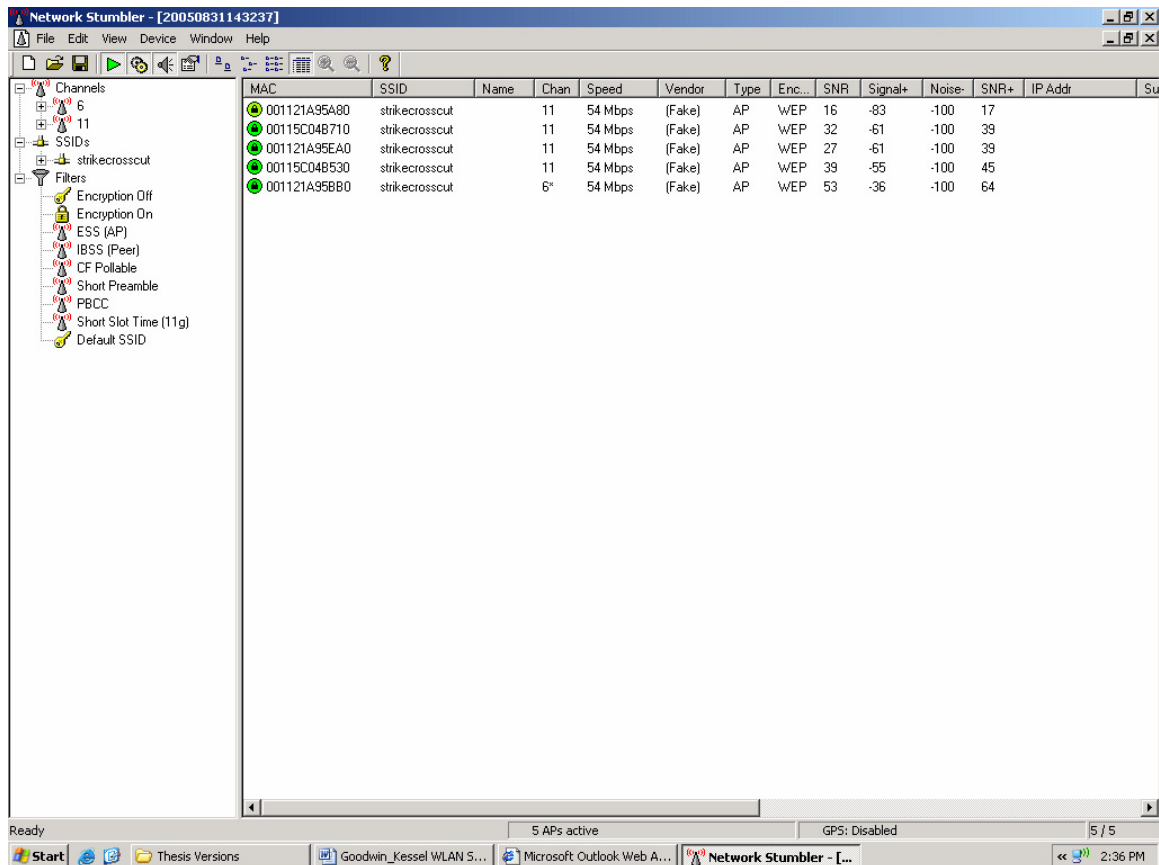 Network Stumbler - [20050831143237]
File Edit View Device Window Help
Channels
6
11
SSIDs
strikecrosscut
Filters
Encryption Off
Encryption On
ESS (AP)
IBSS (Peer)
CF Pollable
Short Preamble
PBCC
Short Slot Time (11g)
Default SSID
MAC SSID Name Chan Speed Vendor Type Enc... SNR Signal+ Noise- SNR+ IP Addr Su
001121A95A80 strikecrosscut 11 54 Mbps (Fake) AP WEP 16 -83 -100 17
00115C04B710 strikecrosscut 11 54 Mbps (Fake) AP WEP 32 -61 -100 39
001121A95EA0 strikecrosscut 11 54 Mbps (Fake) AP WEP 27 -61 -100 39
00115C04B530 strikecrosscut 11 54 Mbps (Fake) AP WEP 39 -55 -100 45
001121A95BB0 strikecrosscut 6* 54 Mbps (Fake) AP WEP 53 -36 -100 64
Ready 5 APs active GPS: Disabled 5 / 5
Start Thesis Versions Goodwin_Kessel WLAN S... Microsoft Outlook Web A... Network Stumbler - [... « 2:36 PM